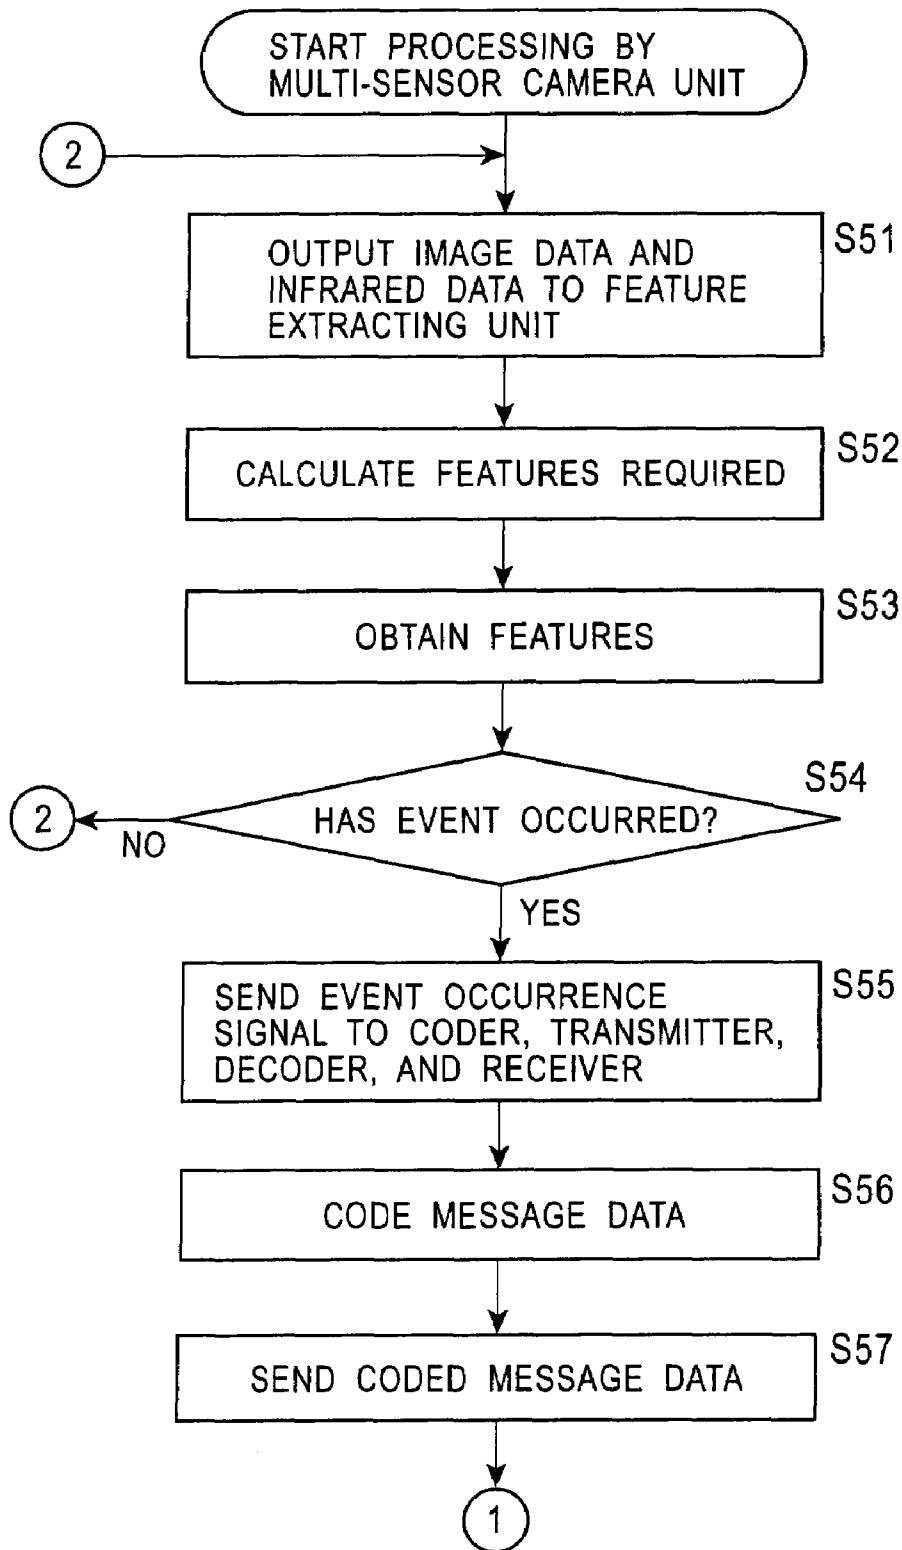 START PROCESSING BY
MULTI-SENSOR CAMERA UNIT
2
S51
OUTPUT IMAGE DATA AND
INFRARED DATA TO FEATURE
EXTRACTING UNIT
S52
CALCULATE FEATURES REQUIRED
S53
OBTAIN FEATURES
S54
HAS EVENT OCCURRED?
2
NO
YES
S55
SEND EVENT OCCURRENCE
SIGNAL TO CODER, TRANSMITTER,
DECODER, AND RECEIVER
S56
CODE MESSAGE DATA
S57
SEND CODED MESSAGE DATA
1